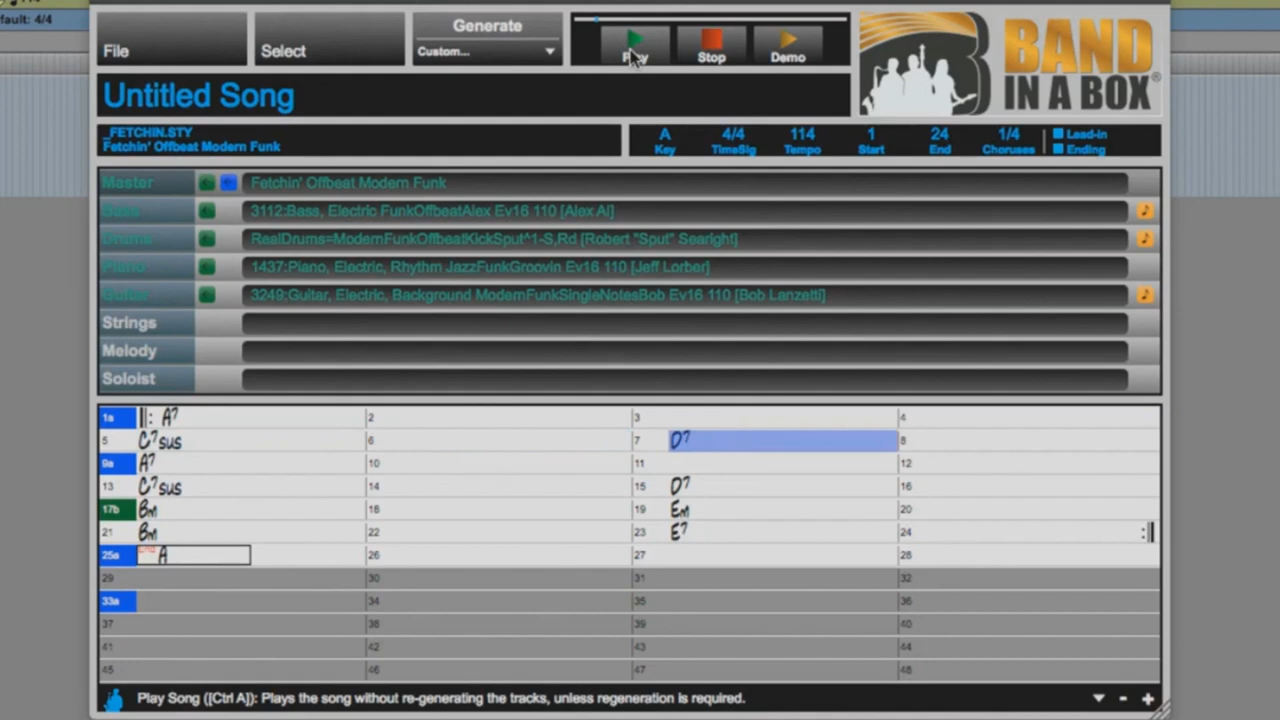 fault: 4/4
File
Select
Generate
Custom...
Play
Stop
Demo
BAND
IN A BOX®
Untitled Song
_FETCHIN.STY
Fetchin' Offbeat Modern Funk
A 4/4 114 1 24 1/4 Lead-in
Key TimeSig Tempo Start End Choruses Ending
Master Fetchin' Offbeat Modern Funk
Bass 3112:Bass, Electric FunkOffbeatAlex Ev16 110 [Alex Al]
Drums RealDrums=ModernFunkOffbeatKickSput^1-S,Rd [Robert "Sput" Searight]
Piano 1437:Piano, Electric, Rhythm JazzFunkGroovin Ev16 110 [Jeff Lorber]
Guitar 3249:Guitar, Electric, Background ModernFunkSingleNotesBob Ev16 110 [Bob Lanzetti]
Strings
Melody
Soloist
1a A7 2 3 4
5 C7sus 6 7 D7 8
9a A7 10 11 12
13 C7sus 14 15 D7 16
17b Bm 18 19 Em 20
21 Bm 22 23 E7 24
25a A 26 27 28
29 30 31 32
33a 34 35 36
37 38 39 40
41 42 43 44
45 46 47 48
Play Song ([Ctrl A]): Plays the song without re-generating the tracks, unless regeneration is required.